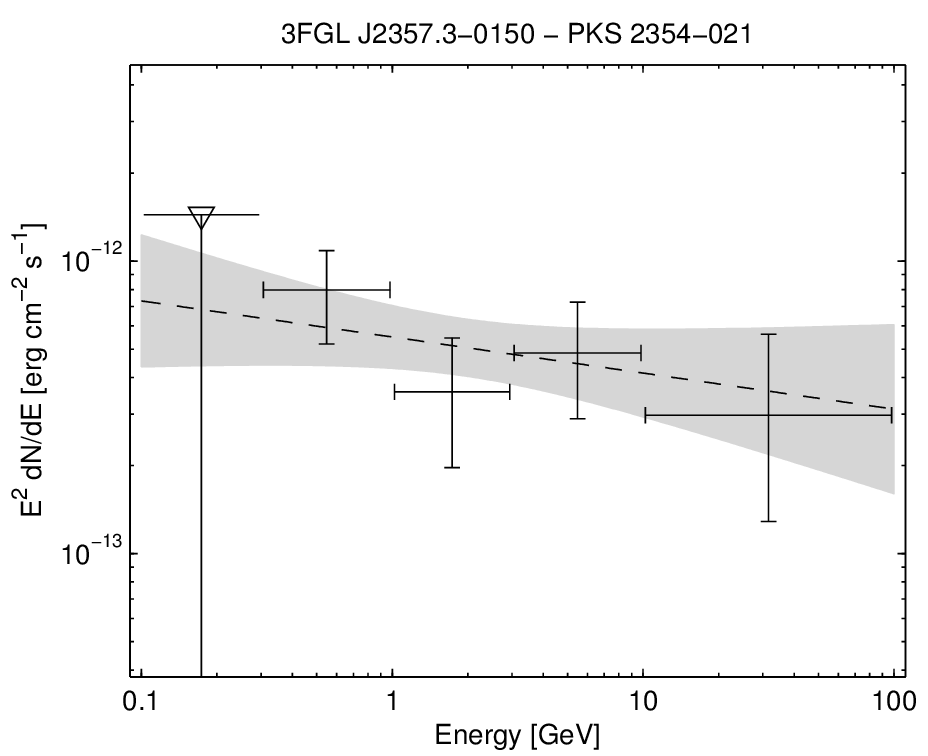 3FGL J2357.3−0150 − PKS 2354−021
E² dN/dE [erg cm⁻² s⁻¹]
10⁻¹²
10⁻¹³
0.1 1 10 100
Energy [GeV]